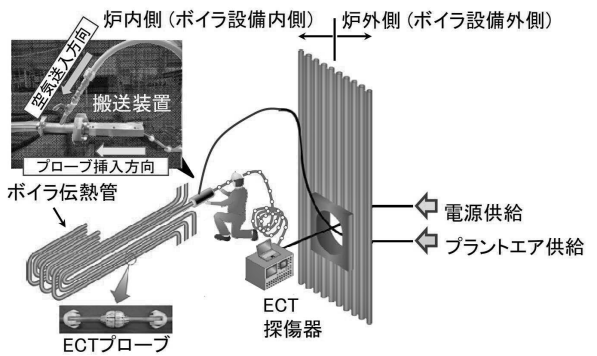 炉内側（ボイラ設備内側）
炉外側（ボイラ設備外側）
空気送入方向
搬送装置
プローブ挿入方向
ボイラ伝熱管
電源供給
プラントエア供給
ECT
探傷器
ECTプローブ